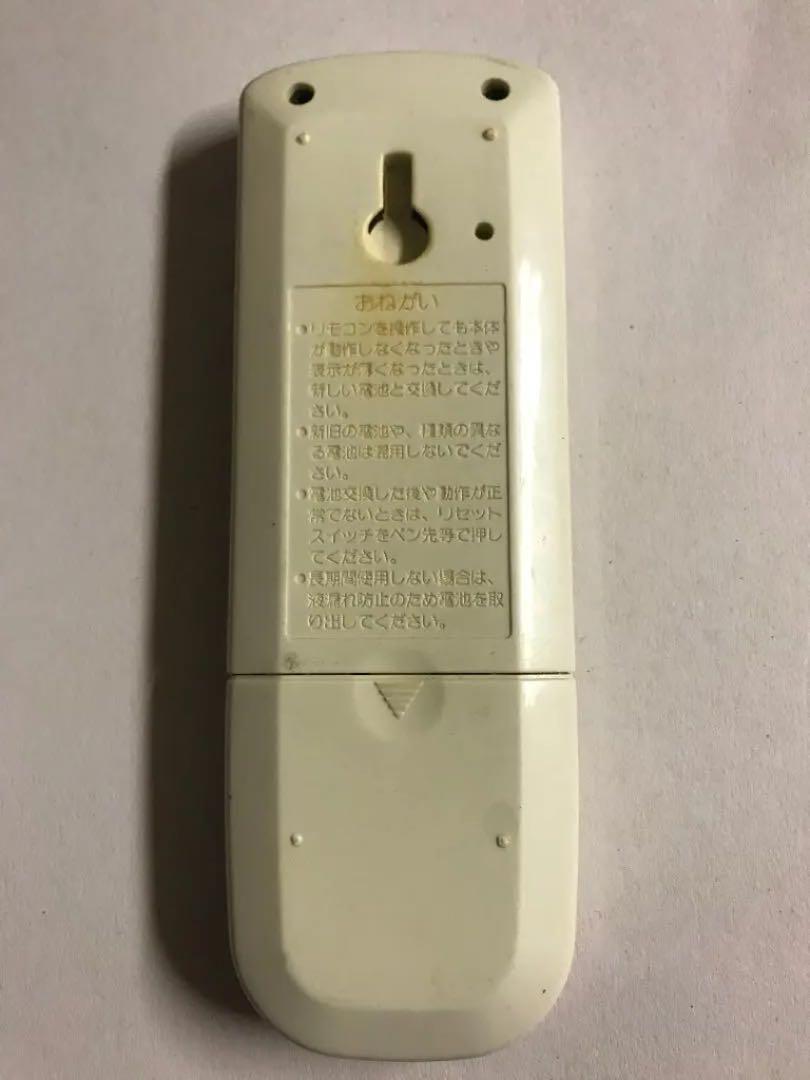 おねがい
●リモコンを操作しても本体
が動作しなくなったときや
表示が薄くなったときは、
新しい電池と交換してくだ
さい。
●新旧の電池や、種類の異な
る電池は混用しないでくだ
さい。
●電池交換した後や動作が正
常でないときは、リセット
スイッチをペン先等で押し
てください。
●長期間使用しない場合は、
液漏れ防止のため電池を取
り出してください。